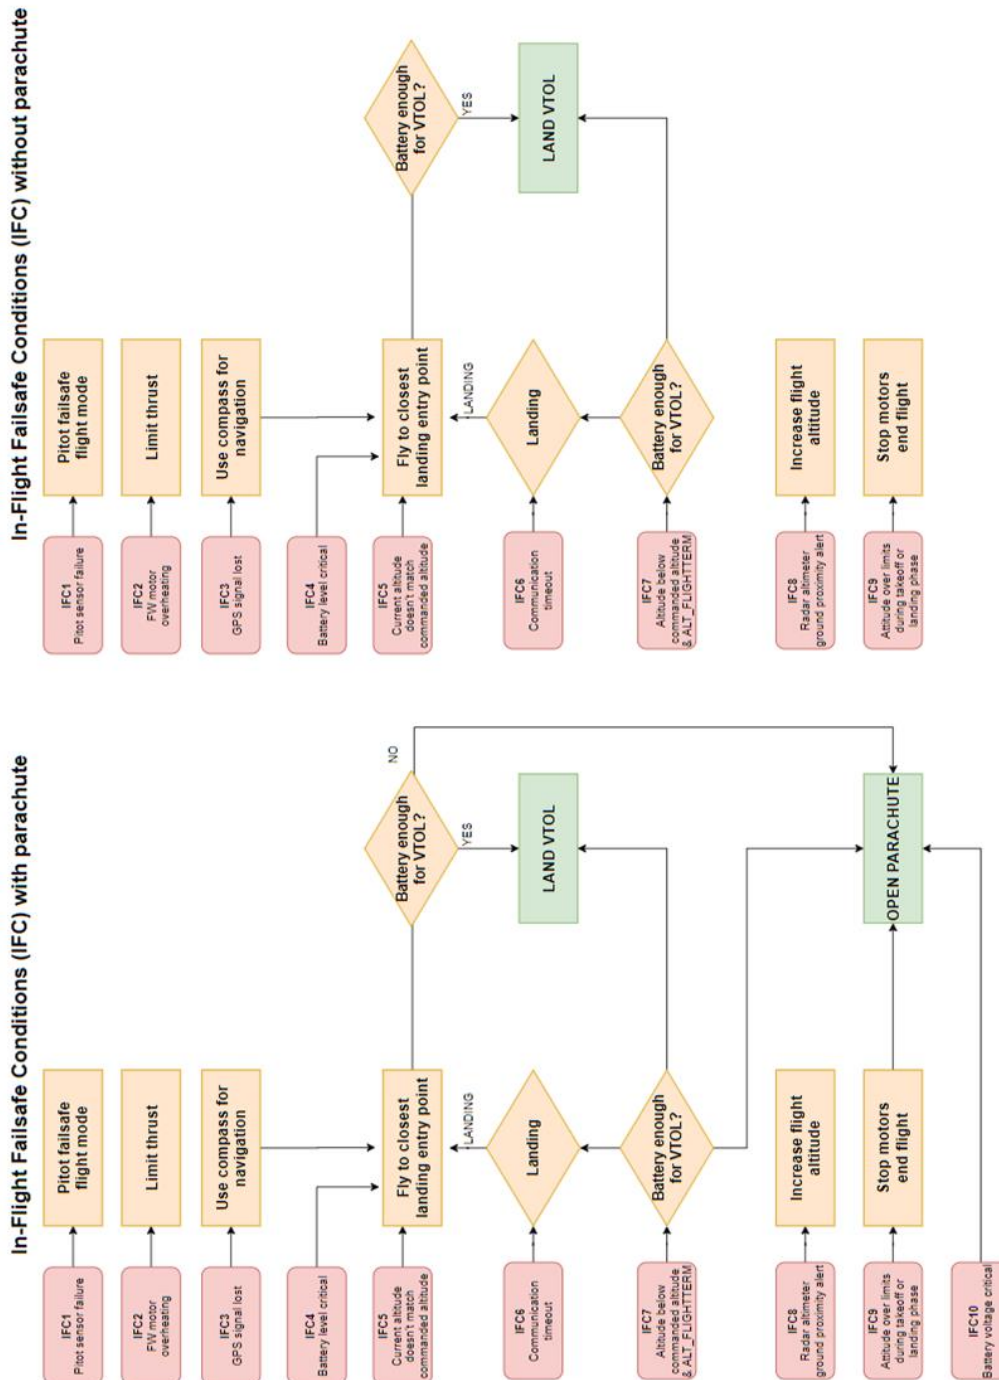 In-Flight Failsafe Conditions (IFC) with parachute
IFC1
Pitot sensor failure
Pitot failsafe
flight mode
IFC2
FW motor
overheating
Limit thrust
IFC3
GPS signal lost
Use compass for
navigation
IFC4
Battery level critical
IFC5
Current altitude
doesn't match
commanded altitude
Fly to closest
landing entry point
Battery enough
for VTOL?
NO
YES
LANDING
IFC6
Communication
timeout
Landing
LAND VTOL
IFC7
Altitude below
commanded altitude
& ALT_FLIGHTTERM
Battery enough
for VTOL?
IFC8
Radar altimeter
ground proximity alert
Increase flight
altitude
IFC9
Attitude over limits
during takeoff or
landing phase
Stop motors
end flight
OPEN PARACHUTE
IFC10
Battery voltage critical
In-Flight Failsafe Conditions (IFC) without parachute
IFC1
Pitot sensor failure
Pitot failsafe
flight mode
IFC2
FW motor
overheating
Limit thrust
IFC3
GPS signal lost
Use compass for
navigation
IFC4
Battery level critical
IFC5
Current altitude
doesn't match
commanded altitude
Fly to closest
landing entry point
Battery enough
for VTOL?
YES
LANDING
IFC6
Communication
timeout
Landing
LAND VTOL
IFC7
Altitude below
commanded altitude
& ALT_FLIGHTTERM
Battery enough
for VTOL?
IFC8
Radar altimeter
ground proximity alert
Increase flight
altitude
IFC9
Attitude over limits
during takeoff or
landing phase
Stop motors
end flight